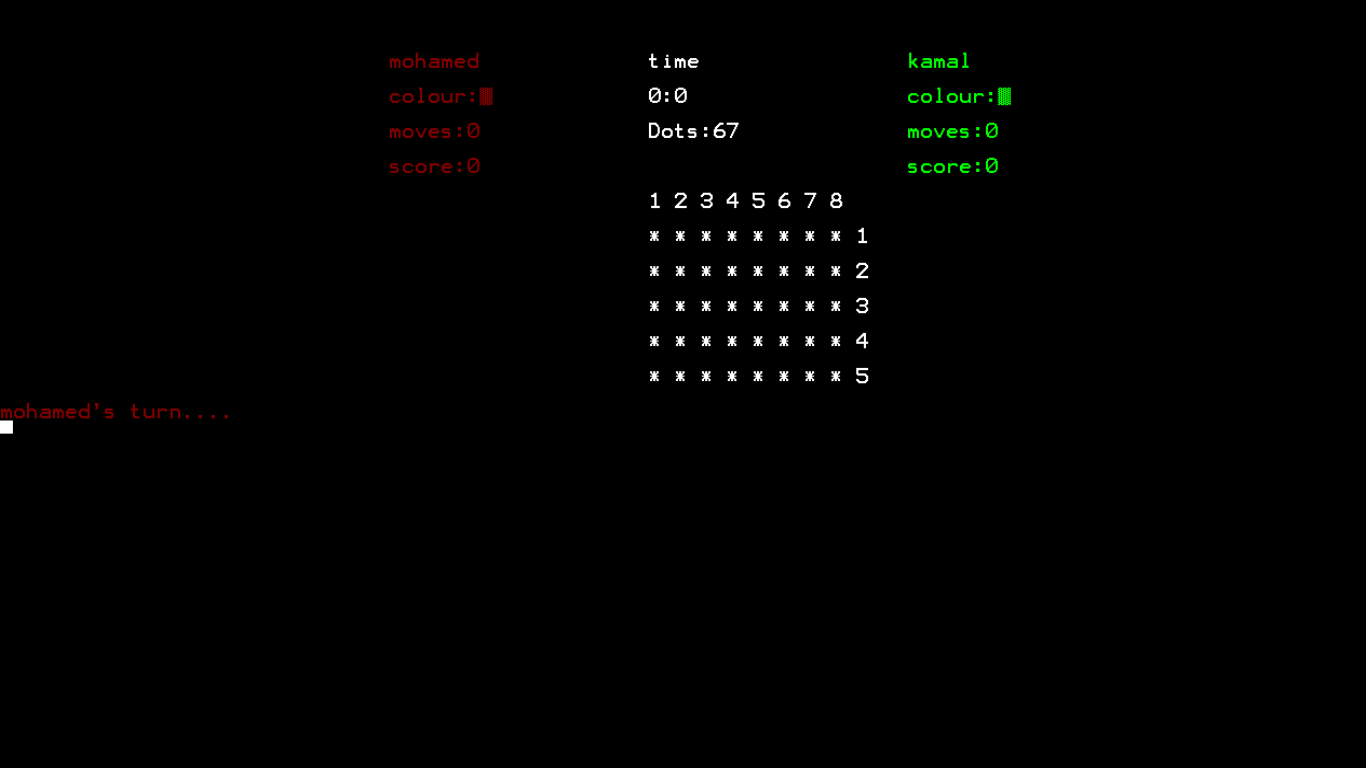 mohamed time kamal
colour:▒ 0:0 colour:▒
moves:0 Dots:67 moves:0
score:0 score:0
1 2 3 4 5 6 7 8
* * * * * * * * 1
* * * * * * * * 2
* * * * * * * * 3
* * * * * * * * 4
* * * * * * * * 5
mohamed's turn....